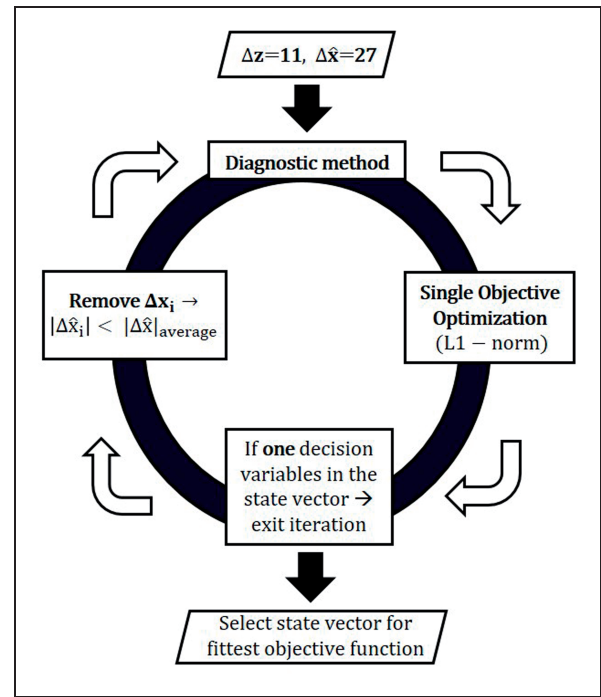 Δz=11, Δx̂=27
Diagnostic method
Single Objective
Optimization
(L1 − norm)
If one decision
variables in the
state vector →
exit iteration
Remove Δxᵢ →
|Δx̂ᵢ| < |Δx̂|average
Select state vector for
fittest objective function